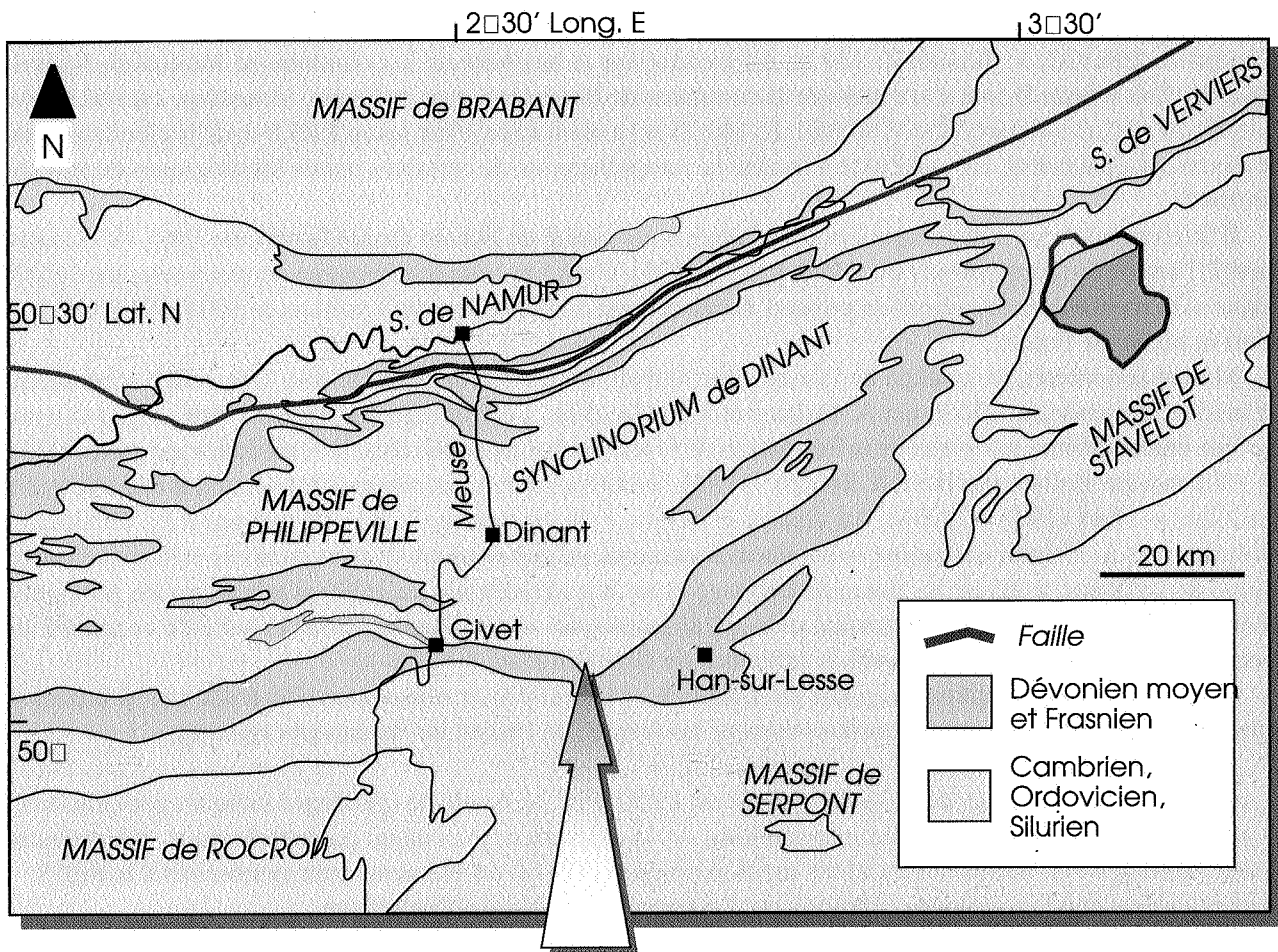 2□30' Long. E
3□30'
N
MASSIF de BRABANT
S. de VERVIERS
50□30' Lat. N
S. de NAMUR
SYNCLINORIUM de DINANT
MASSIF DE
STAVELOT
Meuse
MASSIF de
PHILIPPEVILLE
Dinant
20 km
Givet
Han-sur-Lesse
50□
MASSIF de
SERPONT
MASSIF de ROCROI
Faille
Dévonien moyen
et Frasnien
Cambrien,
Ordovicien,
Silurien